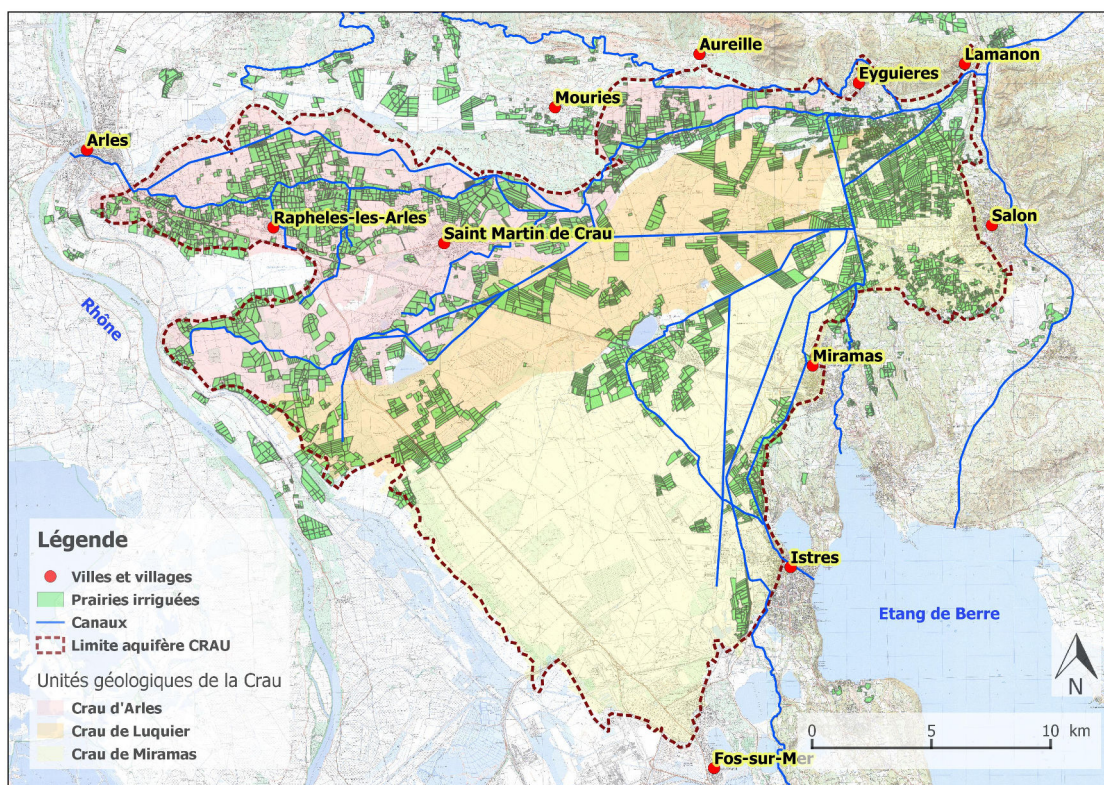 Aureille
Lamanon
Eyguieres
Mouries
Arles
Rapheles-les-Arles
Saint Martin de Crau
Salon
Rhône
Miramas
Légende
Villes et villages
Prairies irriguées
Canaux
Limite aquifère CRAU
Unités géologiques de la Crau
Crau d'Arles
Crau de Luquier
Crau de Miramas
Istres
Etang de Berre
N
0 10 km
Fos-sur-Mer